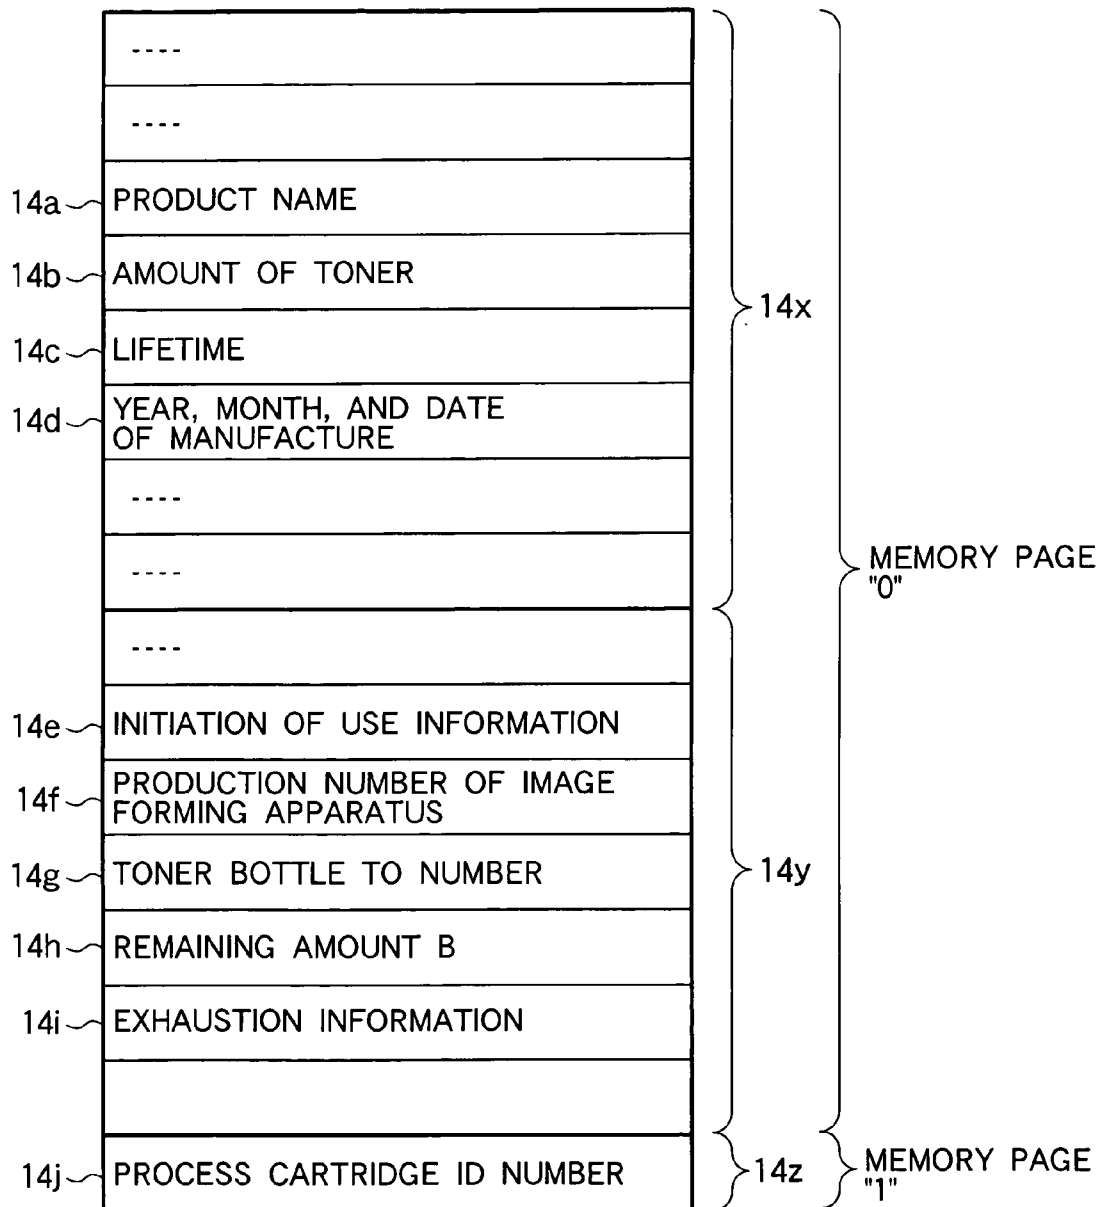 ----
----
14a PRODUCT NAME
14b AMOUNT OF TONER
14x
14c LIFETIME
14d YEAR, MONTH, AND DATE
OF MANUFACTURE
----
----
MEMORY PAGE
"0"
----
14e INITIATION OF USE INFORMATION
14f PRODUCTION NUMBER OF IMAGE
FORMING APPARATUS
14g TONER BOTTLE TO NUMBER
14y
14h REMAINING AMOUNT B
14i EXHAUSTION INFORMATION
14j PROCESS CARTRIDGE ID NUMBER
14z
MEMORY PAGE
"1"